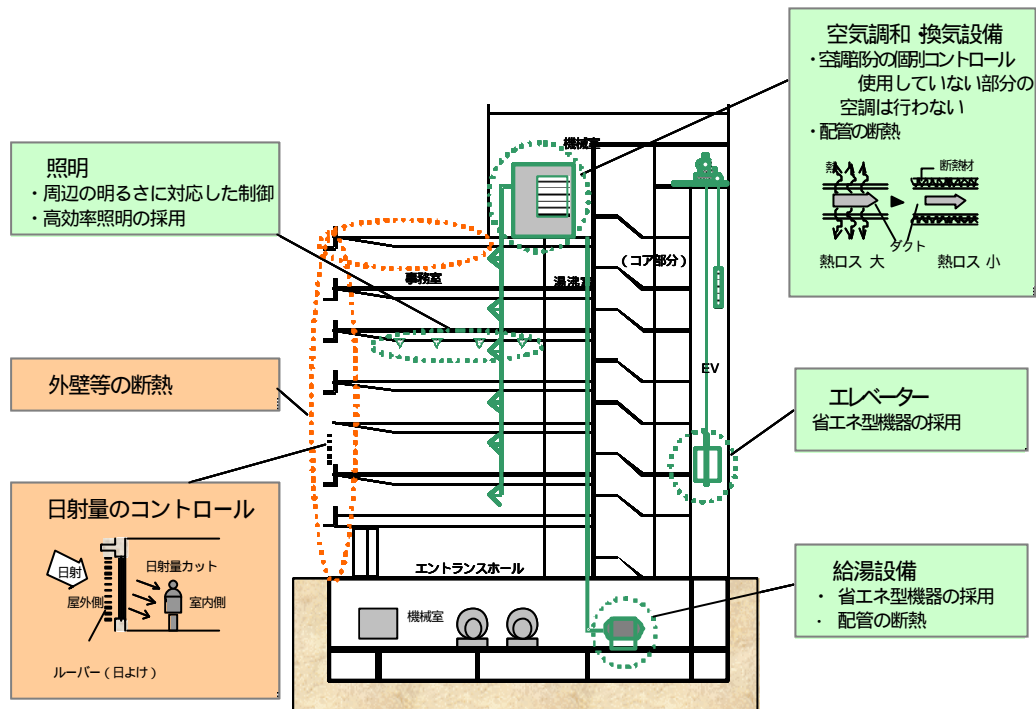 空気調和・換気設備
・空調部分の個別コントロール
使用していない部分の
空調は行わない
・配管の断熱
熱
断熱材
ダクト
熱ロス 大
熱ロス 小
照明
・周辺の明るさに対応した制御
・高効率照明の採用
機械室
事務室
湯沸室
(コア部分)
EV
外壁等の断熱
エレベーター
省エネ型機器の採用
日射量のコントロール
日射
日射量カット
屋外側
室内側
ルーバー(日よけ)
エントランスホール
機械室
給湯設備
・ 省エネ型機器の採用
・ 配管の断熱